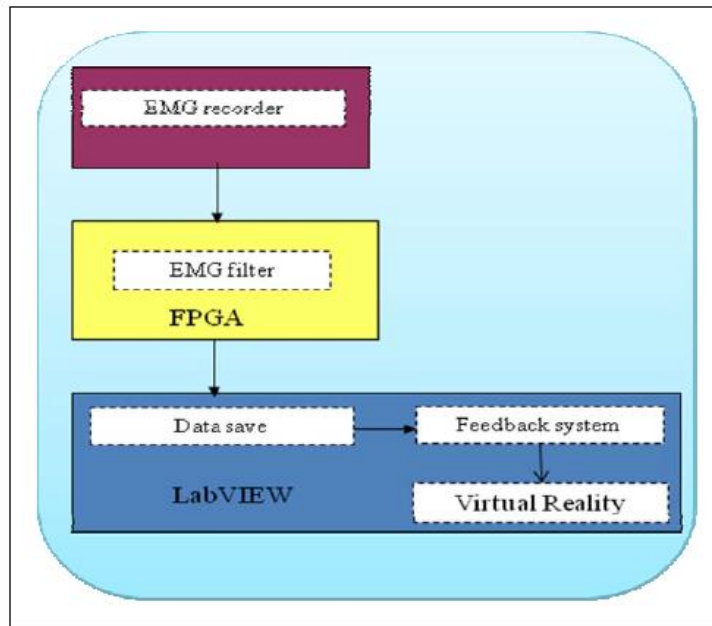 EMG recorder
EMG filter
FPGA
Data save
Feedback system
LabVIEW
Virtual Reality